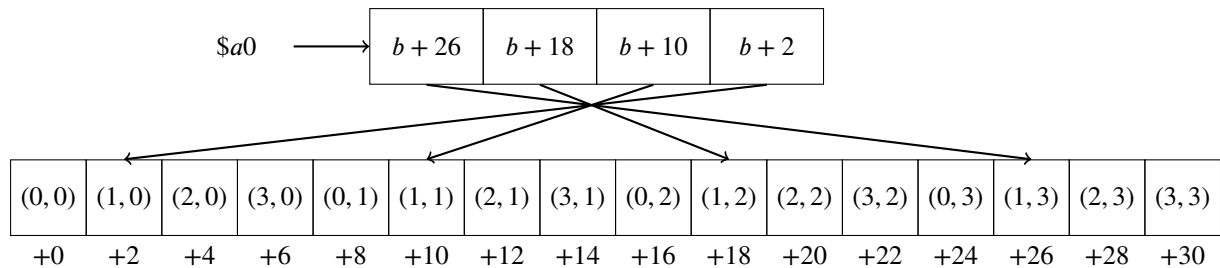 $a0 b + 26 b + 18 b + 10 b + 2
(0, 0) (1, 0) (2, 0) (3, 0) (0, 1) (1, 1) (2, 1) (3, 1) (0, 2) (1, 2) (2, 2) (3, 2) (0, 3) (1, 3) (2, 3) (3, 3)
+0 +2 +4 +6 +8 +10 +12 +14 +16 +18 +20 +22 +24 +26 +28 +30